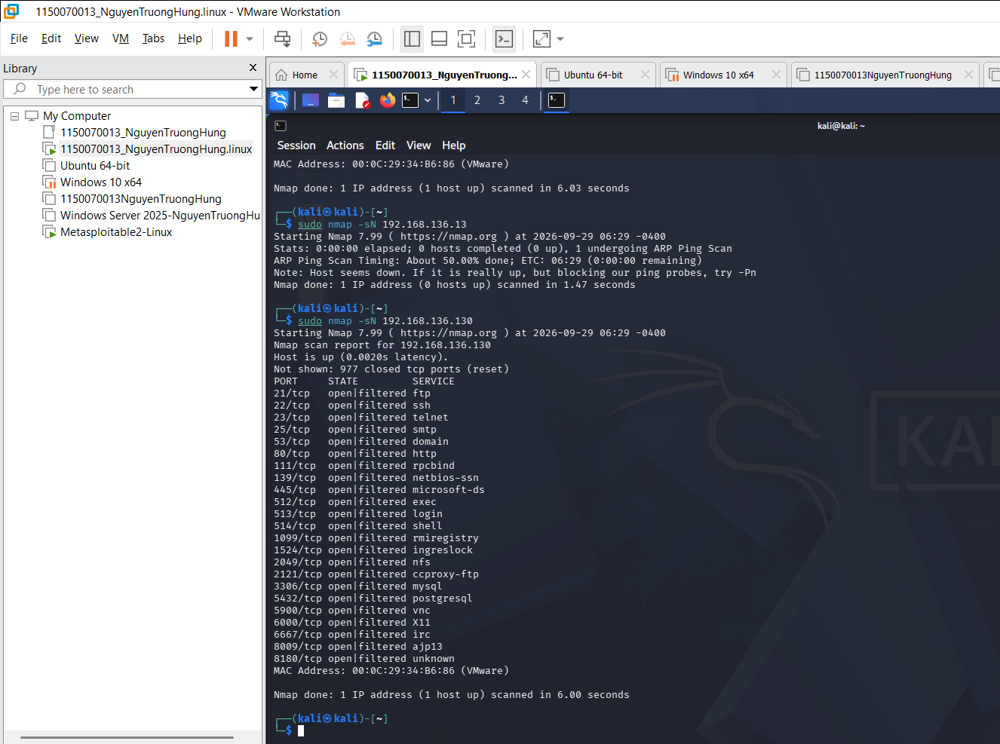 1150070013_NguyenTruongHung.linux - VMware Workstation
File Edit View VM Tabs Help
Library
Type here to search
My Computer
1150070013_NguyenTruongHung
1150070013_NguyenTruongHung.linux
Ubuntu 64-bit
Windows 10 x64
1150070013NguyenTruongHung
Windows Server 2025-NguyenTruongHu
Metasploitable2-Linux
Home 1150070013_NguyenTruong... Ubuntu 64-bit Windows 10 x64 1150070013NguyenTruongHung
1 2 3 4
kali@kali: ~
Session Actions Edit View Help
MAC Address: 00:0C:29:34:B6:86 (VMware)
Home
Nmap done: 1 IP address (1 host up) scanned in 6.03 seconds
┌──(kali㉿kali)-[~]
└─$ sudo nmap -sN 192.168.136.13
Starting Nmap 7.99 ( https://nmap.org ) at 2026-09-29 06:29 -0400
Stats: 0:00:00 elapsed; 0 hosts completed (0 up), 1 undergoing ARP Ping Scan
ARP Ping Scan Timing: About 50.00% done; ETC: 06:29 (0:00:00 remaining)
Note: Host seems down. If it is really up, but blocking our ping probes, try -Pn
Nmap done: 1 IP address (0 hosts up) scanned in 1.47 seconds
┌──(kali㉿kali)-[~]
└─$ sudo nmap -sN 192.168.136.130
Starting Nmap 7.99 ( https://nmap.org ) at 2026-09-29 06:29 -0400
Nmap scan report for 192.168.136.130
Host is up (0.0020s latency).
Not shown: 977 closed tcp ports (reset)
PORT STATE SERVICE
21/tcp open|filtered ftp
22/tcp open|filtered ssh
23/tcp open|filtered telnet
25/tcp open|filtered smtp
53/tcp open|filtered domain
80/tcp open|filtered http
111/tcp open|filtered rpcbind
139/tcp open|filtered netbios-ssn
445/tcp open|filtered microsoft-ds
512/tcp open|filtered exec
513/tcp open|filtered login
514/tcp open|filtered shell
1099/tcp open|filtered rmiregistry
1524/tcp open|filtered ingreslock
2049/tcp open|filtered nfs
2121/tcp open|filtered ccproxy-ftp
3306/tcp open|filtered mysql
5432/tcp open|filtered postgresql
5900/tcp open|filtered vnc
6000/tcp open|filtered X11
6667/tcp open|filtered irc
8009/tcp open|filtered ajp13
8180/tcp open|filtered unknown
MAC Address: 00:0C:29:34:B6:86 (VMware)
Nmap done: 1 IP address (1 host up) scanned in 6.00 seconds
┌──(kali㉿kali)-[~]
└─$
KAL